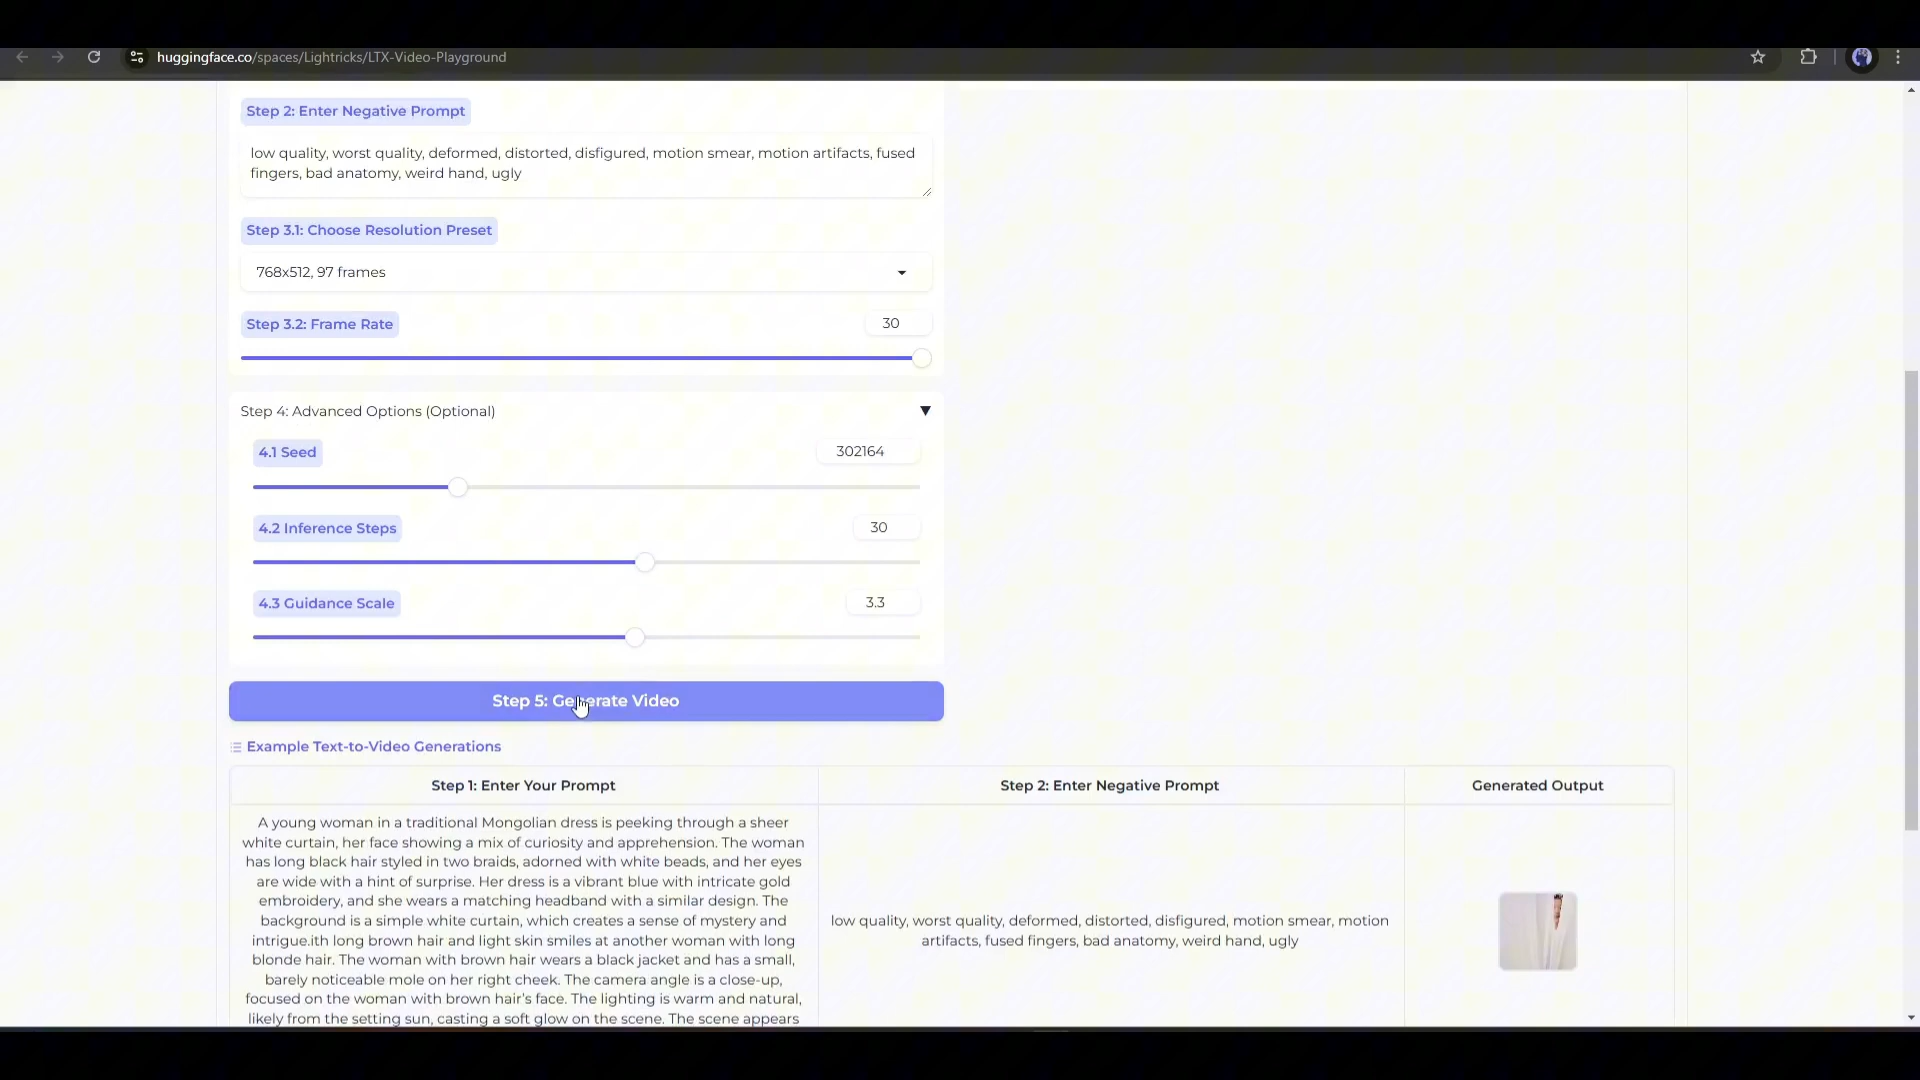 huggingface.co/spaces/Lightricks/LTX-Video-Playground
Step 2: Enter Negative Prompt
low quality, worst quality, deformed, distorted, disfigured, motion smear, motion artifacts, fused
fingers, bad anatomy, weird hand, ugly
Step 3.1: Choose Resolution Preset
768x512, 97 frames
Step 3.2: Frame Rate
30
Step 4: Advanced Options (Optional)
4.1 Seed
302164
4.2 Inference Steps
30
4.3 Guidance Scale
3.3
Step 5: Generate Video
Example Text-to-Video Generations
Step 1: Enter Your Prompt
Step 2: Enter Negative Prompt
Generated Output
A young woman in a traditional Mongolian dress is peeking through a sheer
white curtain, her face showing a mix of curiosity and apprehension. The woman
has long black hair styled in two braids, adorned with white beads, and her eyes
are wide with a hint of surprise. Her dress is a vibrant blue with intricate gold
embroidery, and she wears a matching headband with a similar design. The
background is a simple white curtain, which creates a sense of mystery and
intrigue.ith long brown hair and light skin smiles at another woman with long
blonde hair. The woman with brown hair wears a black jacket and has a small,
barely noticeable mole on her right cheek. The camera angle is a close-up,
focused on the woman with brown hair's face. The lighting is warm and natural,
likely from the setting sun, casting a soft glow on the scene. The scene appears
low quality, worst quality, deformed, distorted, disfigured, motion smear, motion
artifacts, fused fingers, bad anatomy, weird hand, ugly